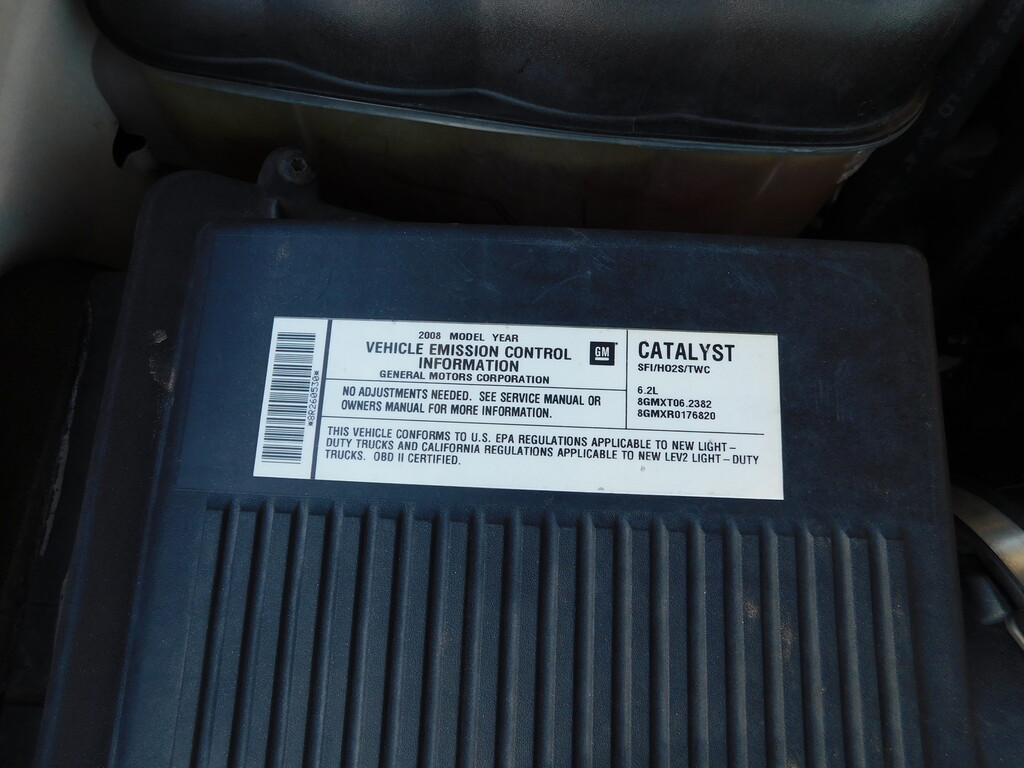 2008 MODEL YEAR
VEHICLE EMISSION CONTROL
INFORMATION
GENERAL MOTORS CORPORATION
GM
NO ADJUSTMENTS NEEDED. SEE SERVICE MANUAL OR
OWNERS MANUAL FOR MORE INFORMATION.
CATALYST
SFI/HO2S/TWC
6.2L
8GMXT06.2382
8GMXR0176820
THIS VEHICLE CONFORMS TO U.S. EPA REGULATIONS APPLICABLE TO NEW LIGHT-
DUTY TRUCKS AND CALIFORNIA REGULATIONS APPLICABLE TO NEW LEV2 LIGHT-DUTY
TRUCKS. OBD II CERTIFIED.
*8R260530*